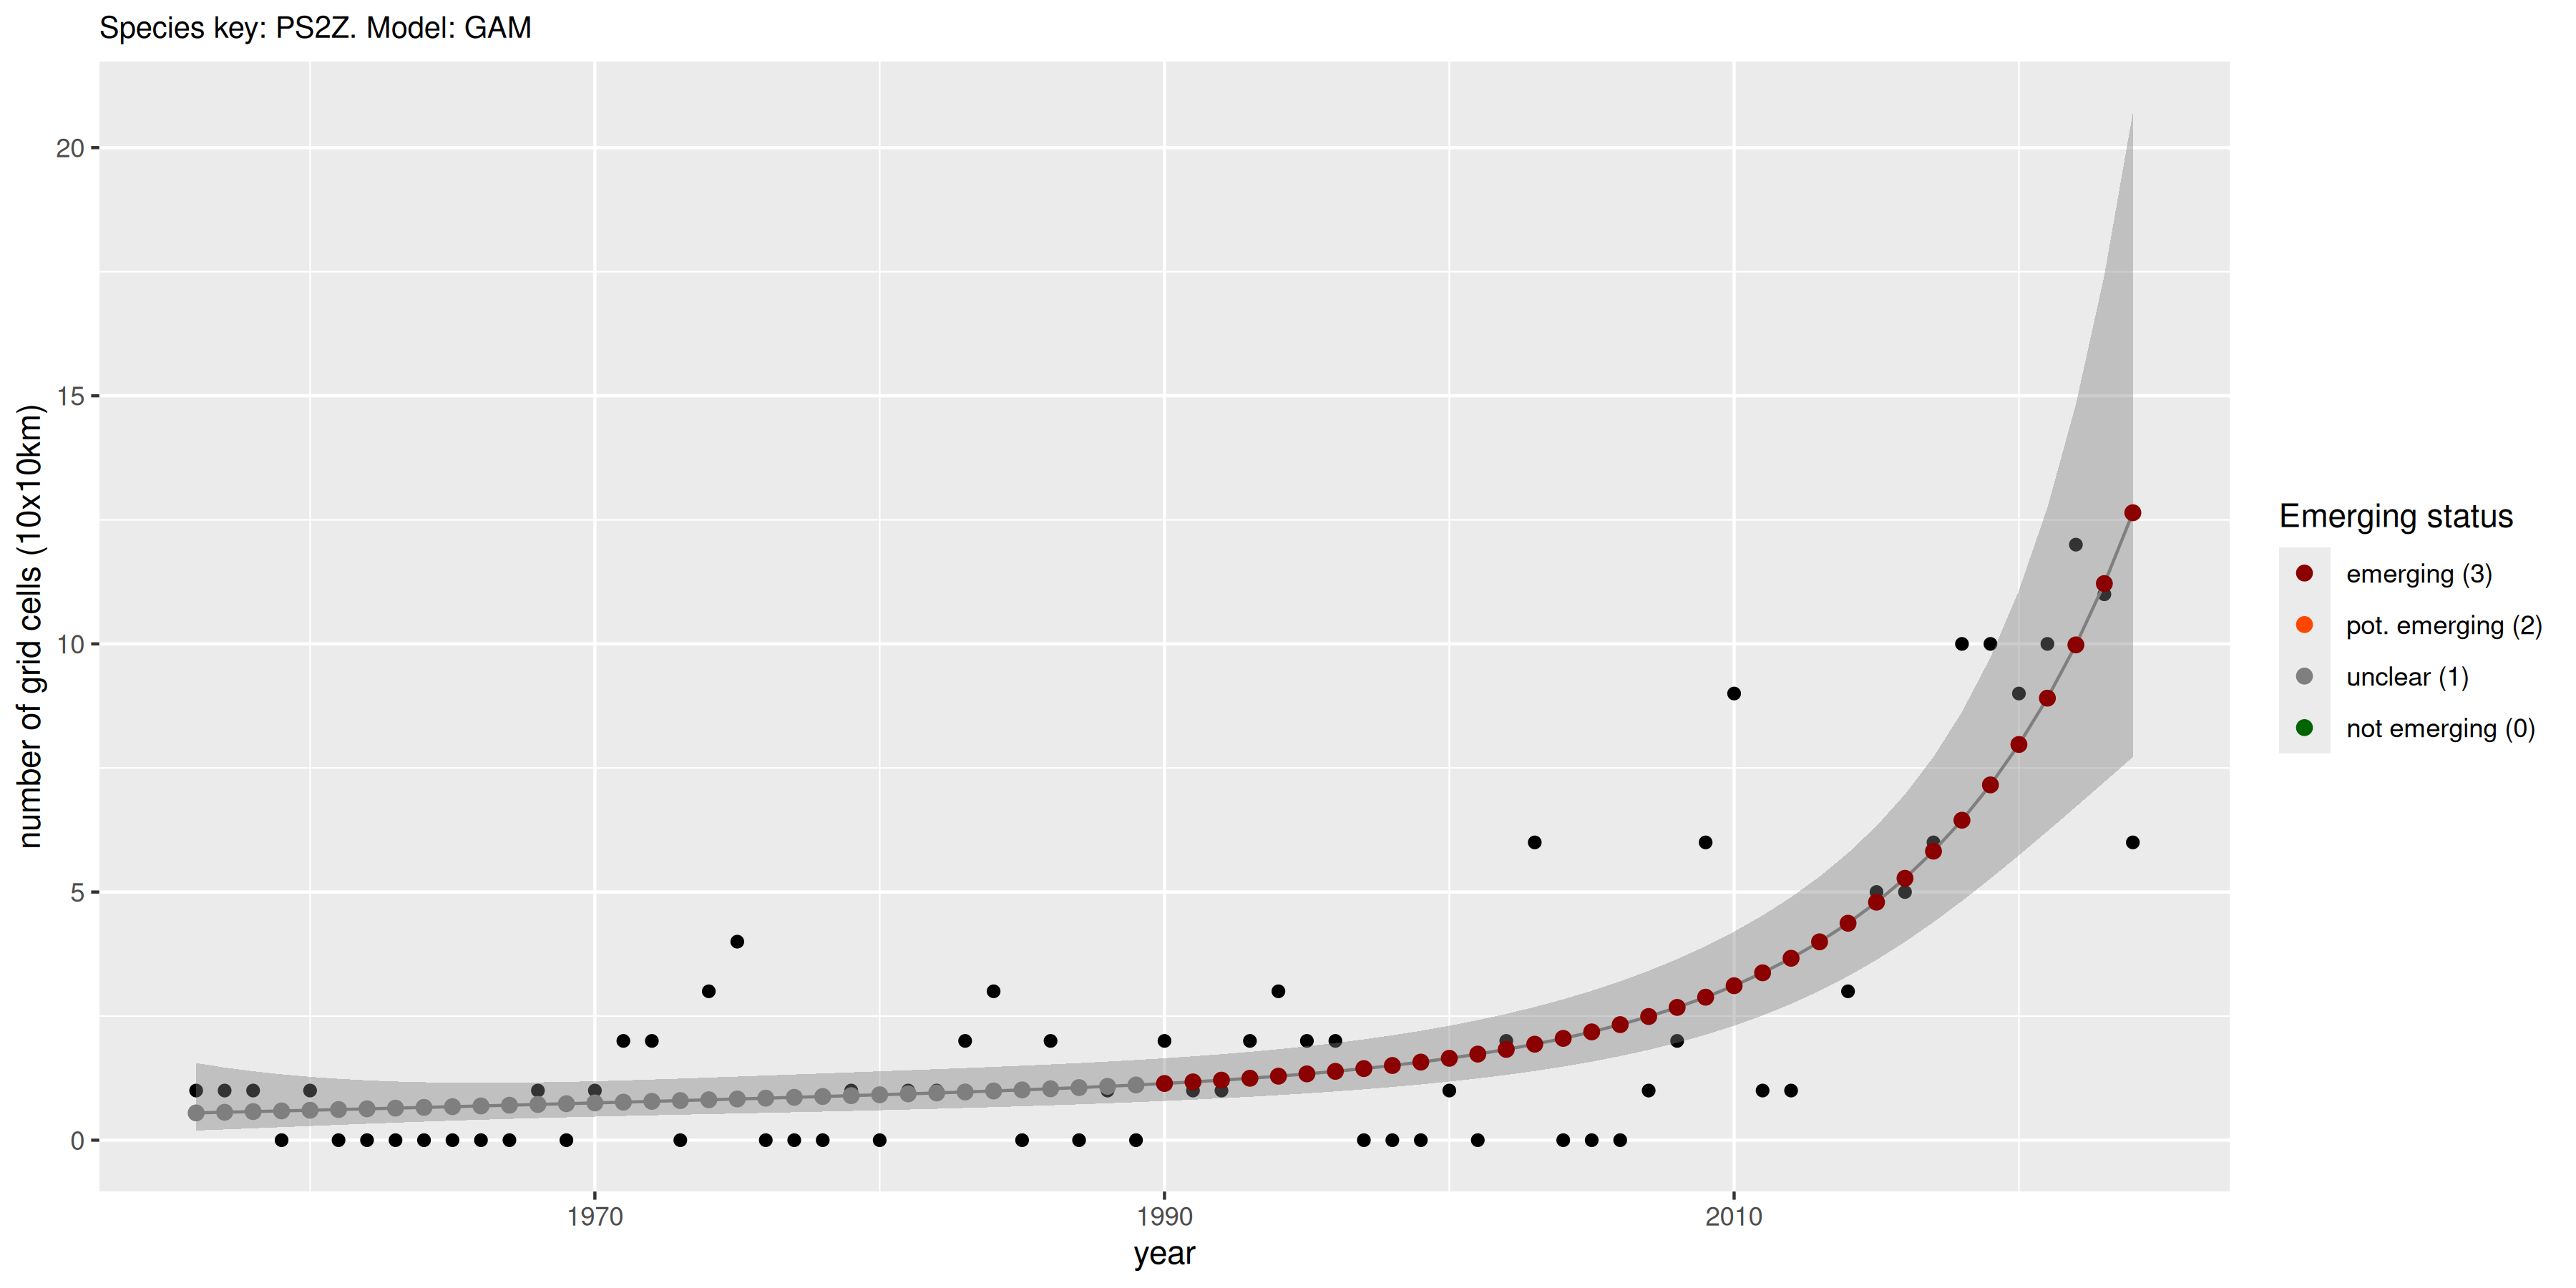 Species key: PS2Z. Model: GAM
20
15
10
5
0
number of grid cells (10x10km)
1970
1990
2010
year
Emerging status
emerging (3)
pot. emerging (2)
unclear (1)
not emerging (0)